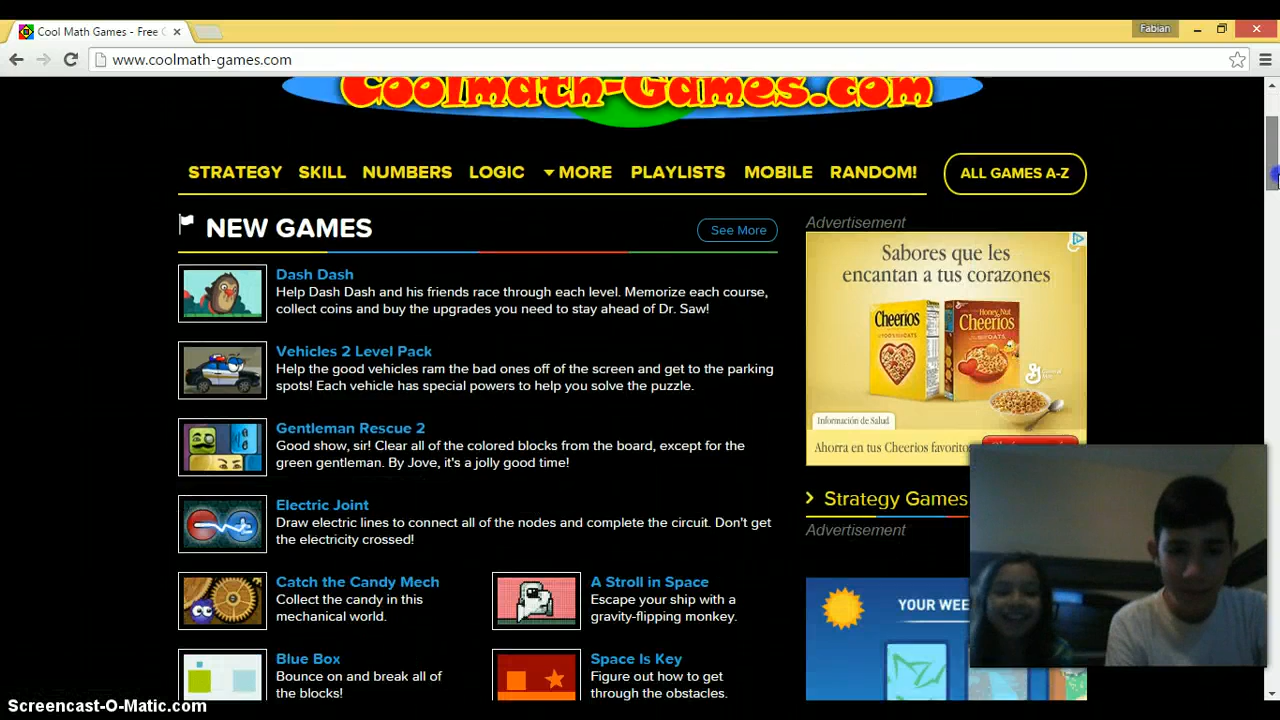 Cool Math Games - Free
Fabian
www.coolmath-games.com
Coolmath-Games.com
STRATEGY SKILL NUMBERS LOGIC MORE PLAYLISTS MOBILE RANDOM! ALL GAMES A-Z
NEW GAMES
See More
Dash Dash
Help Dash Dash and his friends race through each level. Memorize each course,
collect coins and buy the upgrades you need to stay ahead of Dr. Saw!
Vehicles 2 Level Pack
Help the good vehicles ram the bad ones off of the screen and get to the parking
spots! Each vehicle has special powers to help you solve the puzzle.
Gentleman Rescue 2
Good show, sir! Clear all of the colored blocks from the board, except for the
green gentleman. By Jove, it's a jolly good time!
Electric Joint
Draw electric lines to connect all of the nodes and complete the circuit. Don't get
the electricity crossed!
Catch the Candy Mech
Collect the candy in this
mechanical world.
A Stroll in Space
Escape your ship with a
gravity-flipping monkey.
Blue Box
Bounce on and break all of
the blocks!
Space Is Key
Figure out how to get
through the obstacles.
Advertisement
Sabores que les
encantan a tus corazones
Cheerios
Honey Nut
Cheerios
Información de Salud
Ahora en tus Cheerios favorito
Strategy Games
Advertisement
YOUR WEE
Screencast-O-Matic.com